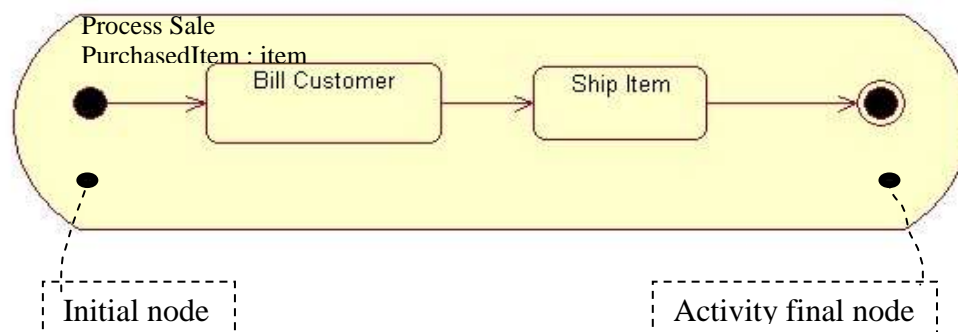 Process Sale
PurchasedItem : item
Bill Customer
Ship Item
Initial node
Activity final node